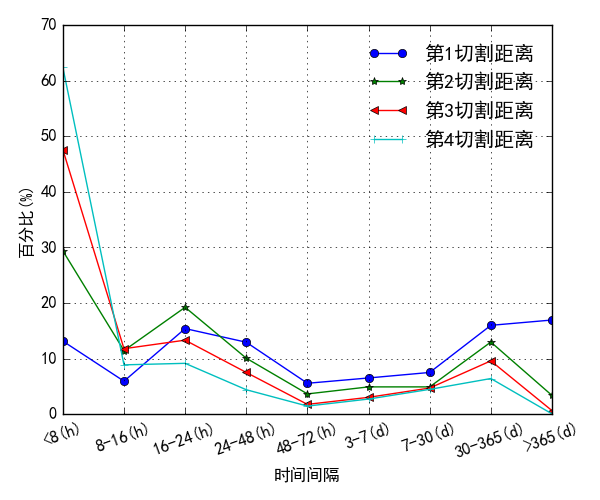 70
60
50
40
30
20
10
0
百分比(%)
第1切割距离
第2切割距离
第3切割距离
第4切割距离
<8(h)
8-16(h)
16-24(h)
24-48(h)
48-72(h)
3-7(d)
7-30(d)
30-365(d)
>365(d)
时间间隔